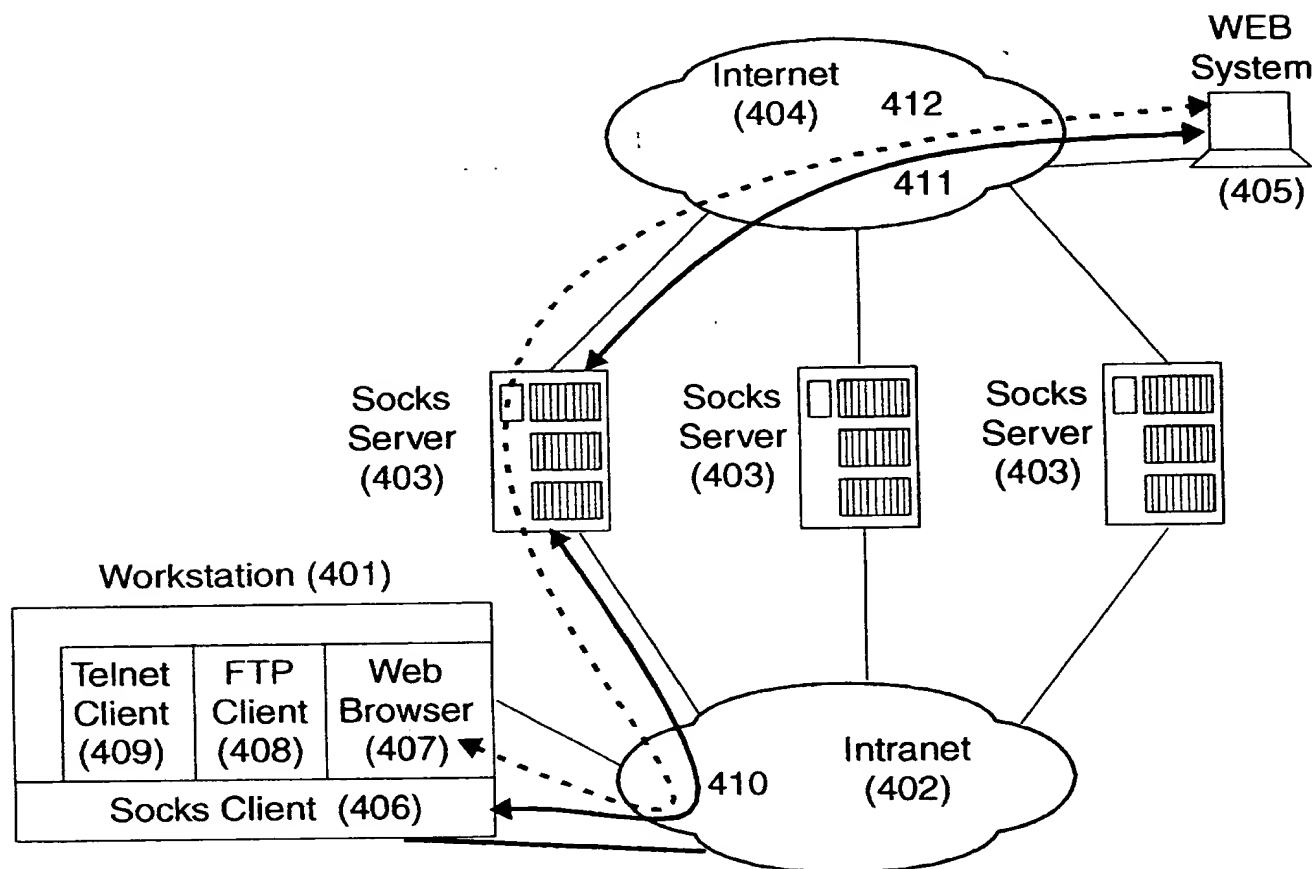 WEB
System
(405)
Internet
(404)
412
411
Socks
Server
(403)
Socks
Server
(403)
Socks
Server
(403)
Workstation (401)
Telnet
Client
(409)
FTP
Client
(408)
Web
Browser
(407)
Socks Client (406)
410
Intranet
(402)